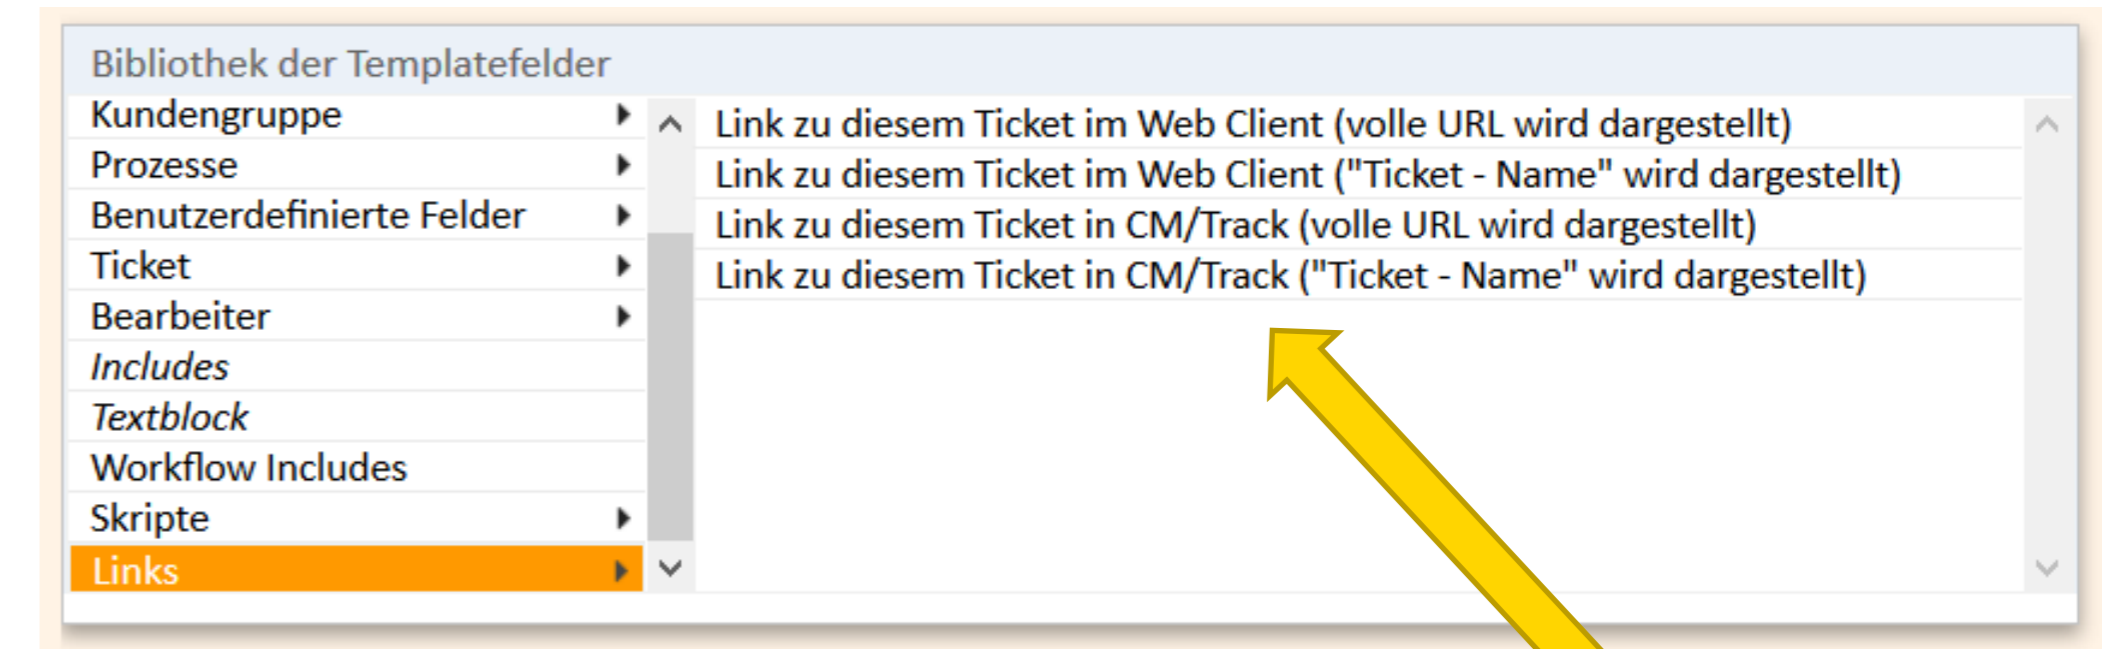 Bibliothek der Templatefelder
Kundengruppe
Prozesse
Benutzerdefinierte Felder
Ticket
Bearbeiter
Includes
Textblock
Workflow Includes
Skripte
Links
Link zu diesem Ticket im Web Client (volle URL wird dargestellt)
Link zu diesem Ticket im Web Client ("Ticket - Name" wird dargestellt)
Link zu diesem Ticket in CM/Track (volle URL wird dargestellt)
Link zu diesem Ticket in CM/Track ("Ticket - Name" wird dargestellt)